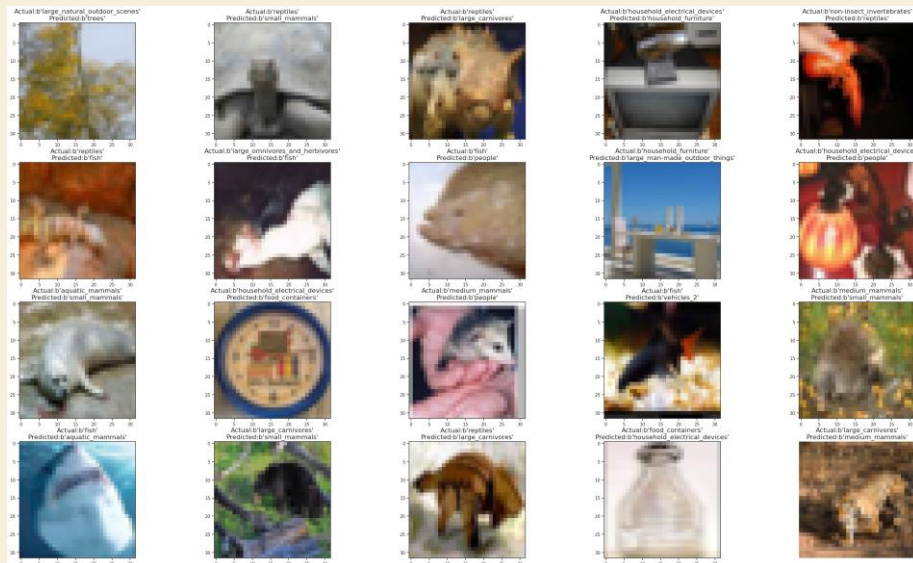 Actual:b'large_natural_outdoor_scenes'
Predicted:b'trees'
Actual:b'reptiles'
Predicted:b'small_mammals'
Actual:b'reptiles'
Predicted:b'large_carnivores'
Actual:b'household_electrical_devices'
Predicted:b'household_furniture'
Actual:b'non-insect_invertebrates'
Predicted:b'reptiles'
Actual:b'reptiles'
Predicted:b'fish'
Actual:b'large_omnivores_and_herbivores'
Predicted:b'fish'
Actual:b'fish'
Predicted:b'people'
Actual:b'household_furniture'
Predicted:b'large_man-made_outdoor_things'
Actual:b'household_electrical_device
Predicted:b'people'
Actual:b'aquatic_mammals'
Predicted:b'small_mammals'
Actual:b'household_electrical_devices'
Predicted:b'food_containers'
Actual:b'medium_mammals'
Predicted:b'people'
Actual:b'fish'
Predicted:b'vehicles_2'
Actual:b'medium_mammals'
Predicted:b'small_mammals'
Actual:b'fish'
Predicted:b'aquatic_mammals'
Actual:b'large_carnivores'
Predicted:b'small_mammals'
Actual:b'reptiles'
Predicted:b'large_carnivores'
Actual:b'food_containers'
Predicted:b'household_electrical_devices'
Actual:b'large_carnivores'
Predicted:b'medium_mammals'